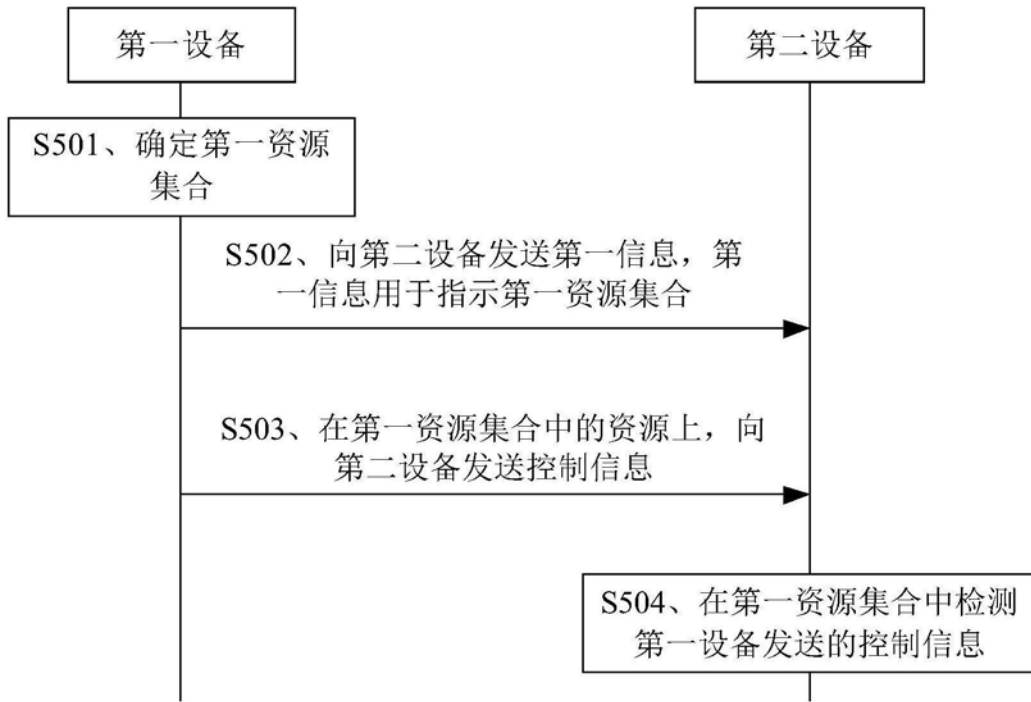 第一设备
第二设备
S501、确定第一资源
集合
S502、向第二设备发送第一信息，第
一信息用于指示第一资源集合
S503、在第一资源集合中的资源上，向
第二设备发送控制信息
S504、在第一资源集合中检测
第一设备发送的控制信息